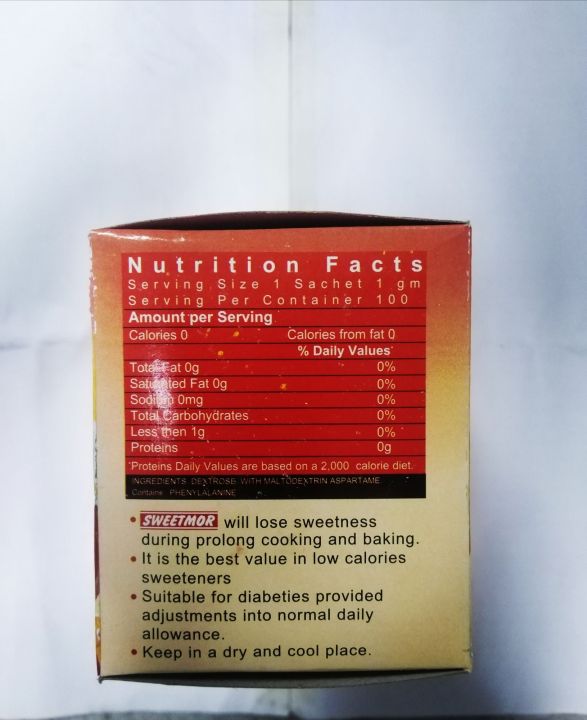 Nutrition Facts
Serving Size 1 Sachet 1 gm
Serving Per Container 100
Amount per Serving
Calories 0 Calories from fat 0
% Daily Values*
Total Fat 0g 0%
Saturated Fat 0g 0%
Sodium 0mg 0%
Total Carbohydrates 0%
Less then 1g 0%
Proteins 0g
*Proteins Daily Values are based on a 2,000 calorie diet.
INGREDIENTS: DEXTROSE WITH MALTODEXTRIN ASPARTAME
Contains : PHENYLALANINE
• SWEETMOR will lose sweetness
during prolong cooking and baking.
• It is the best value in low calories
sweeteners
• Suitable for diabeties provided
adjustments into normal daily
allowance.
• Keep in a dry and cool place.